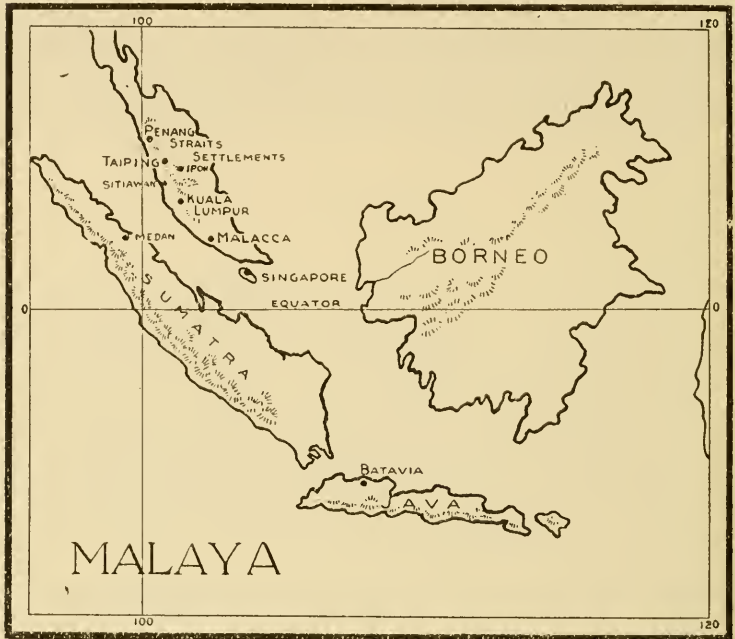 100 120
PENANG
STRAITS
SETTLEMENTS
TAIPING
IPOH
SITIAWAN
KUALA
LUMPUR
MEDAN
MALACCA
BORNEO
SINGAPORE
EQUATOR
SUMATRA
0 0
BATAVIA
JAVA
MALAYA
100 120